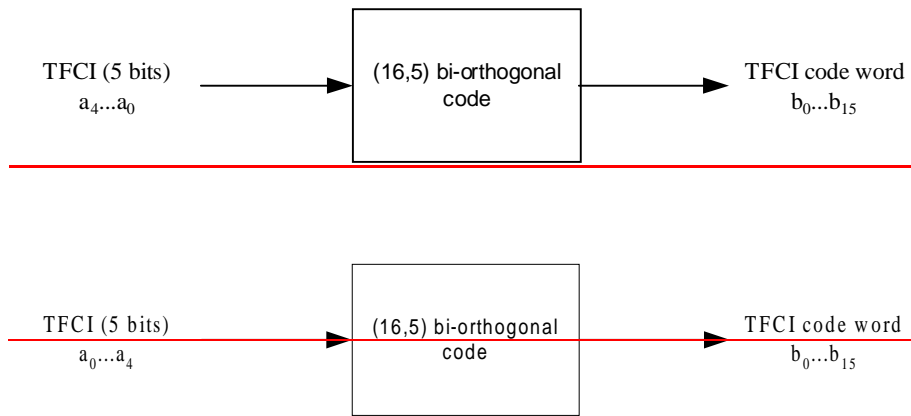 TFCI (5 bits)
a₄...a₀
(16,5) bi-orthogonal
code
TFCI code word
b₀...b₁₅
TFCI (5 bits)
a₀...a₄
(16,5) bi-orthogonal
code
TFCI code word
b₀...b₁₅